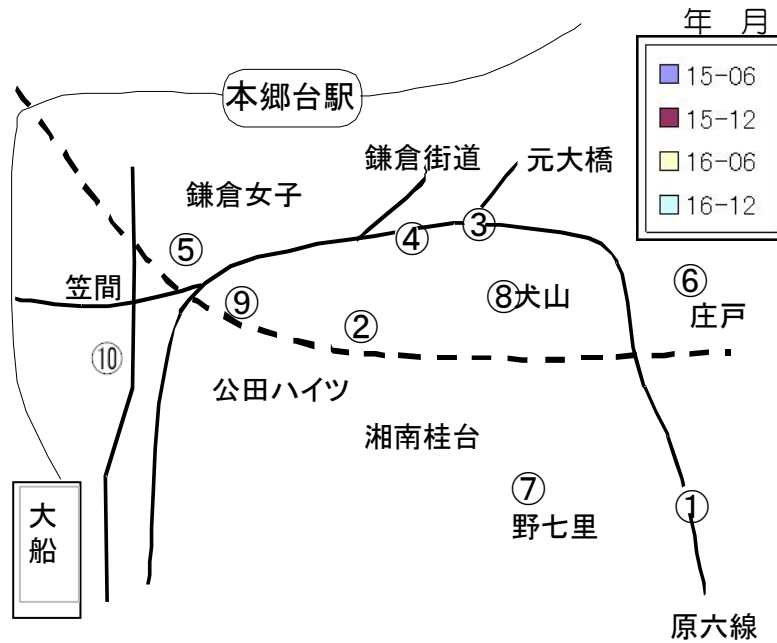 年 月
15-06
15-12
16-06
16-12
本郷台駅
鎌倉街道
元大橋
鎌倉女子
⑤
④
③
⑥
笠間
⑨
②
⑧犬山
庄戸
⑩
公田ハイツ
湘南桂台
大船
⑦
野七里
①
原六線